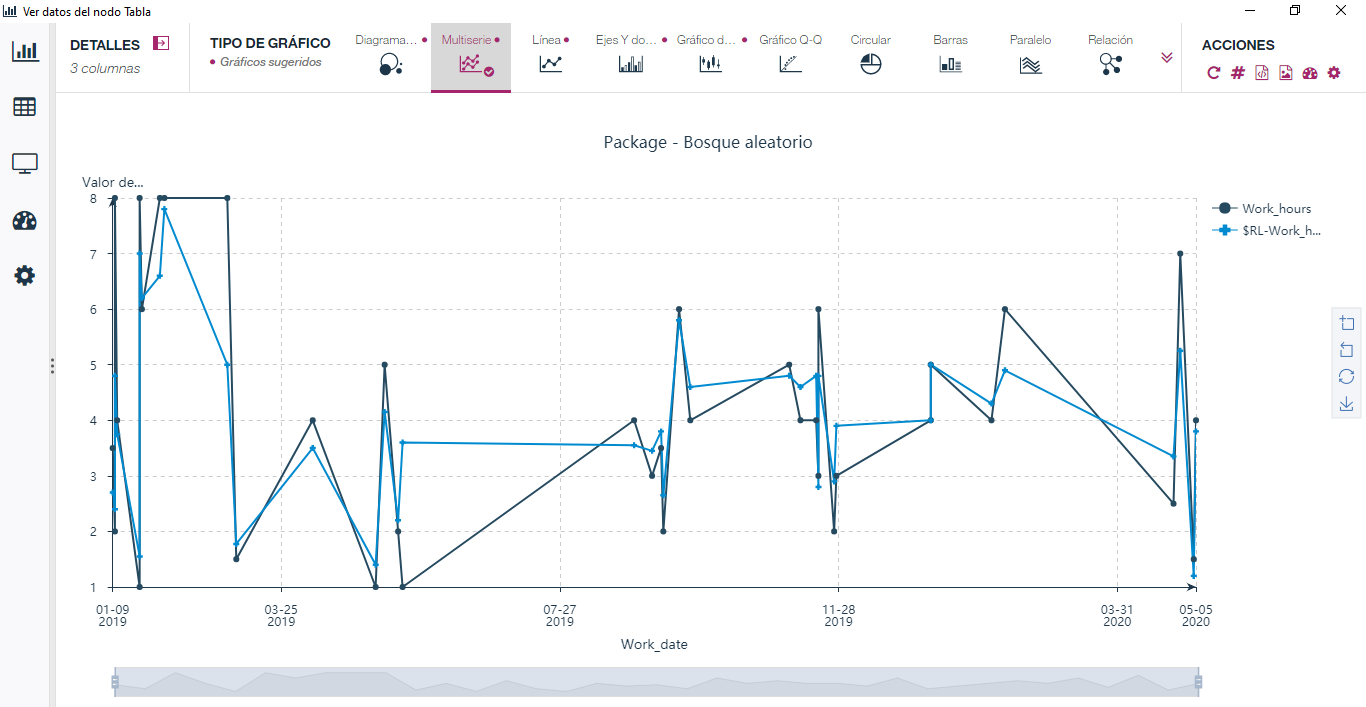 Ver datos del nodo Tabla
DETALLES
3 columnas
TIPO DE GRÁFICO
Gráficos sugeridos
Diagrama...
Multiserie
Línea
Ejes Y do...
Gráfico d...
Gráfico Q-Q
Circular
Barras
Paralelo
Relación
ACCIONES
Package - Bosque aleatorio
Valor de...
8
7
6
5
4
3
2
1
01-09
2019
03-25
2019
07-27
2019
11-28
2019
03-31
2020
05-05
2020
Work_date
Work_hours
$RL-Work_h...